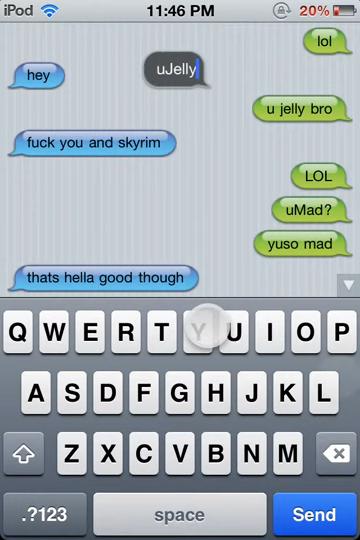 iPod 11:46 PM 20%
lol
hey
uJelly
u jelly bro
fuck you and skyrim
LOL
uMad?
yuso mad
thats hella good though
Q W E R T Y U I O P
A S D F G H J K L
Z X C V B N M
.?123 space Send